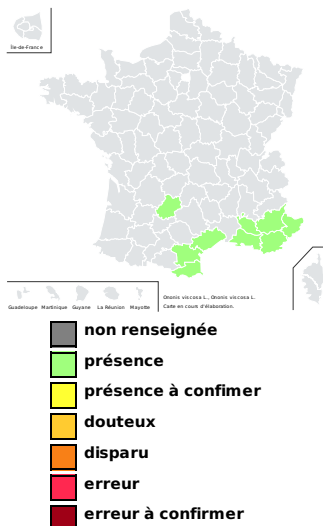 Île-de-France
Guadeloupe Martinique Guyane La Réunion Mayotte
Ononis viscosa L., Ononis viscosa L.
Carte en cours d'élaboration.
non renseignée
présence
présence à confimer
douteux
disparu
erreur
erreur à confirmer